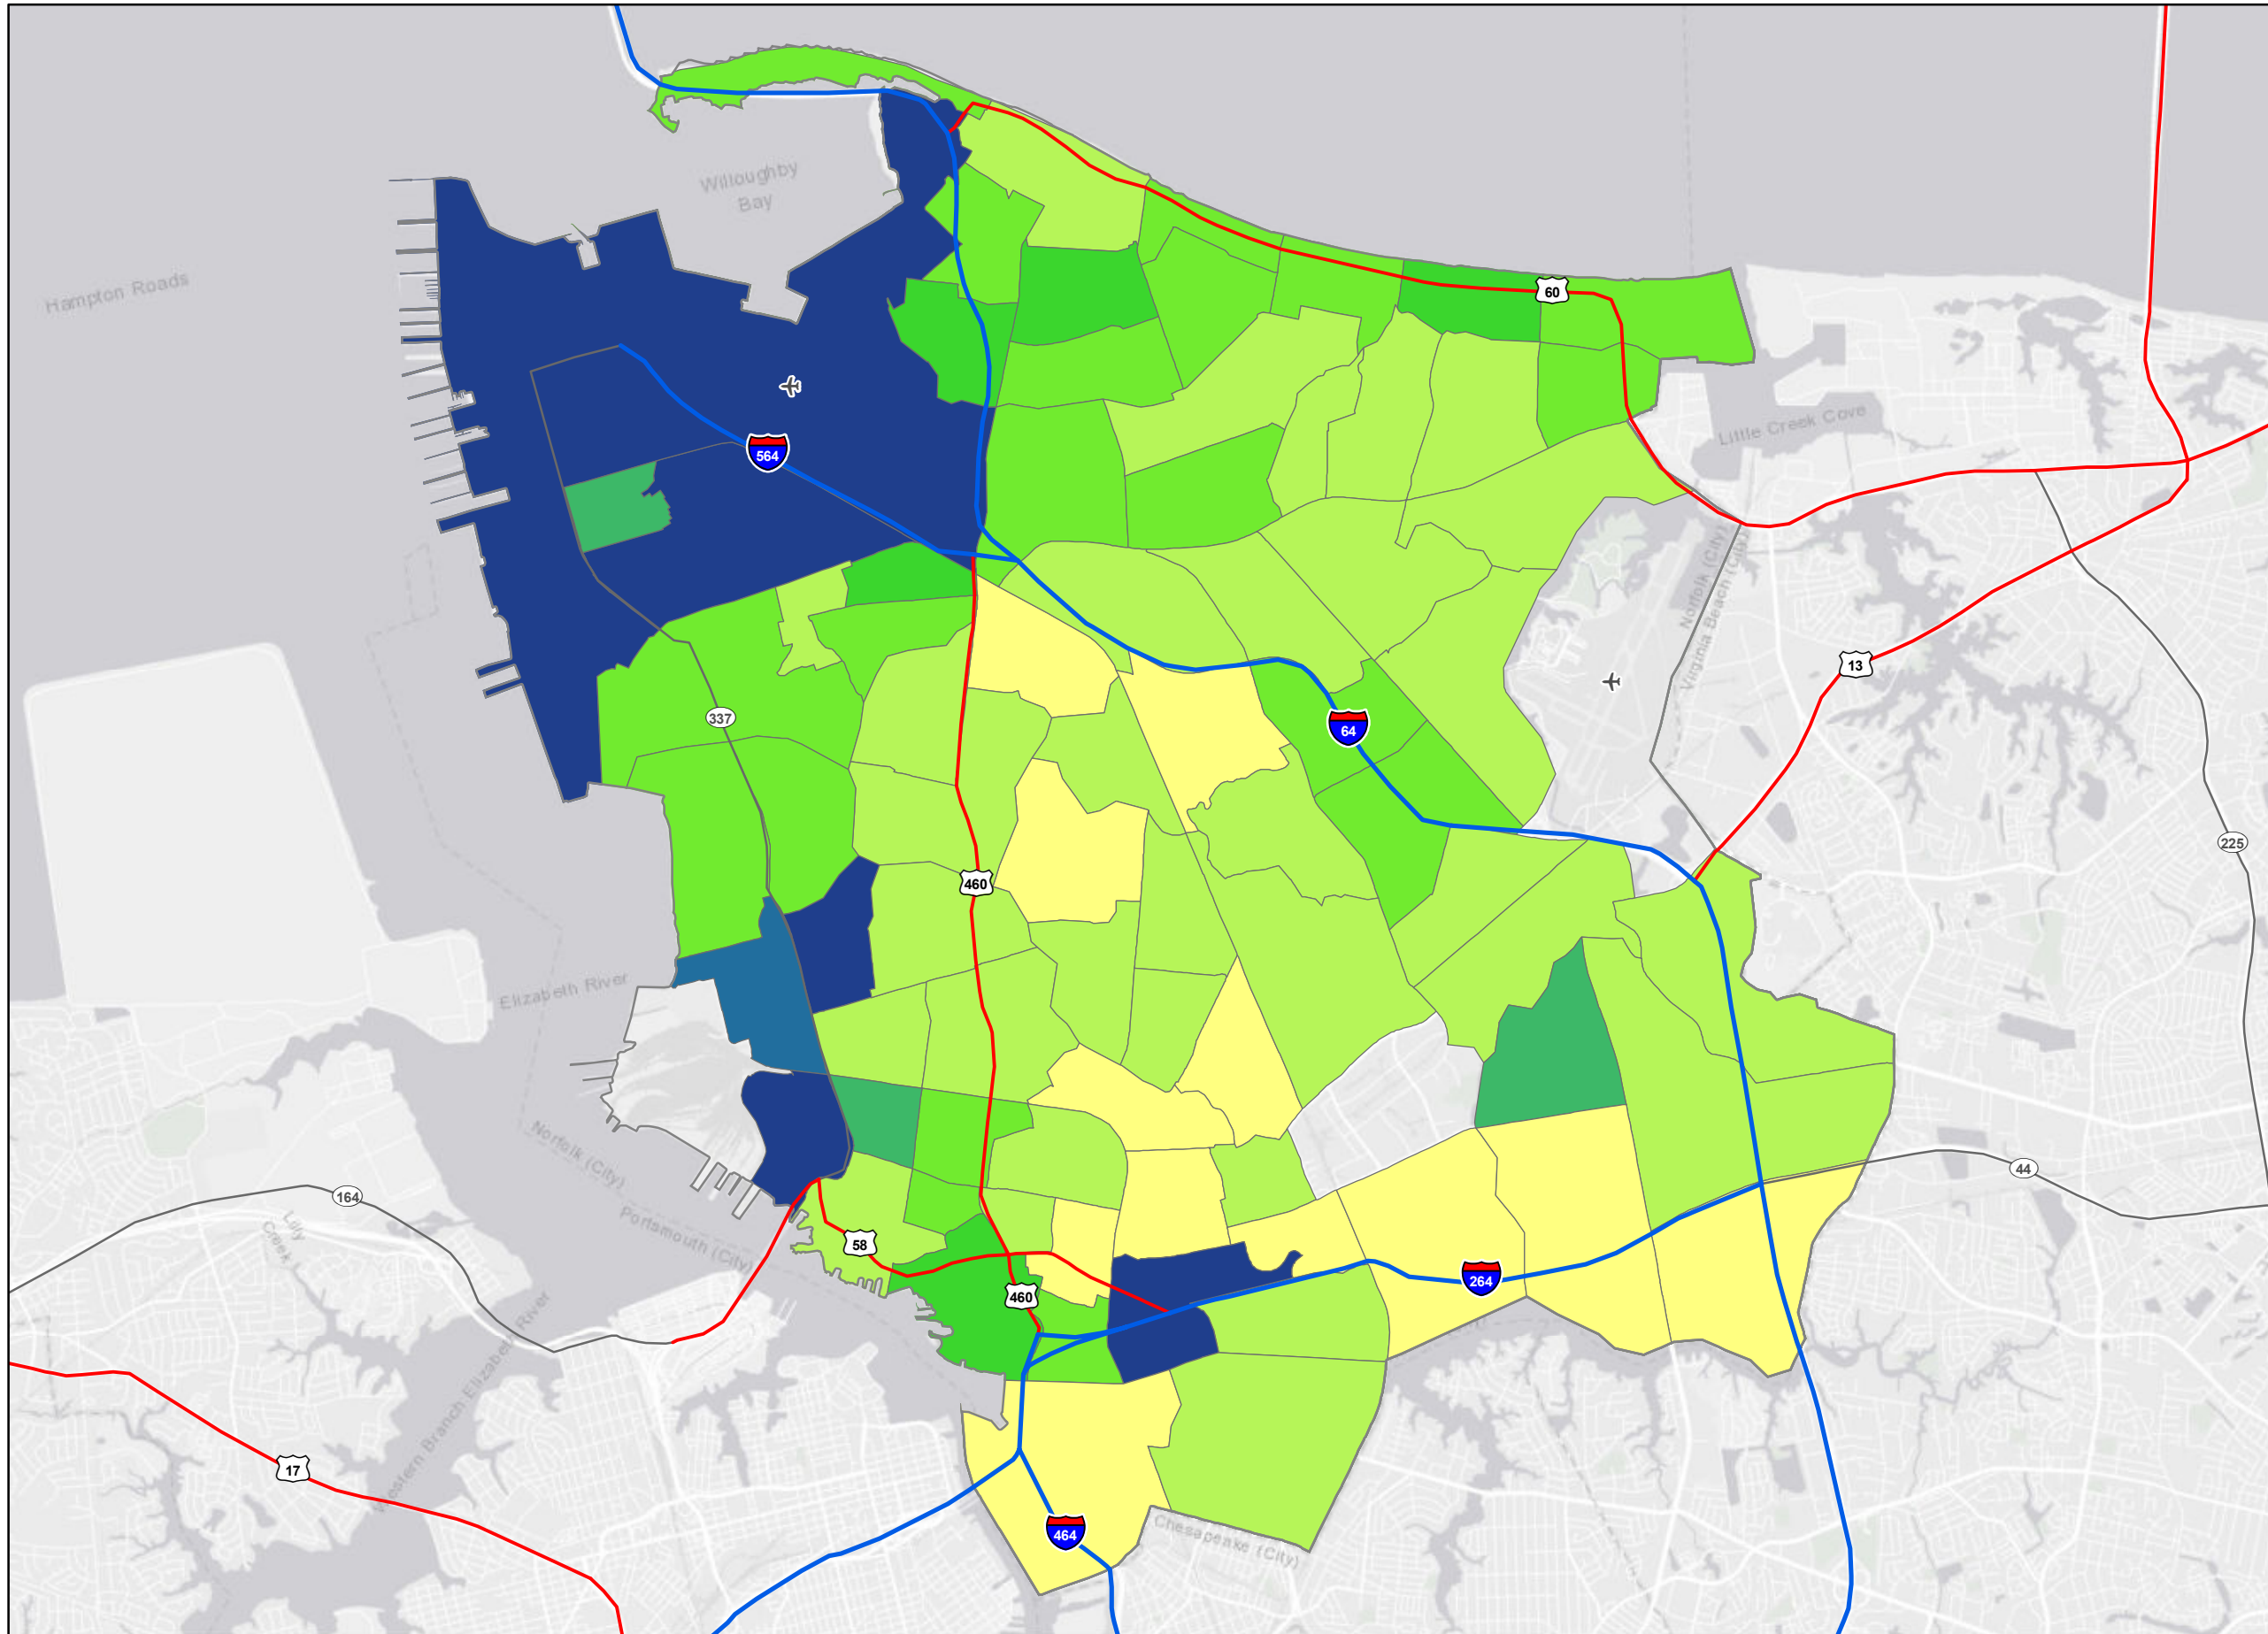 Willoughby
Bay
Hampton Roads
60
Little Creek Cove
564
Norfolk (City)
Virginia Beach (City)
13
337
64
225
460
Elizabeth River
Norfolk (City)
44
164
Lily
Creek
Portsmouth (City)
58
264
460
Western Branch Elizabeth River
17
464
Chesapeake (City)